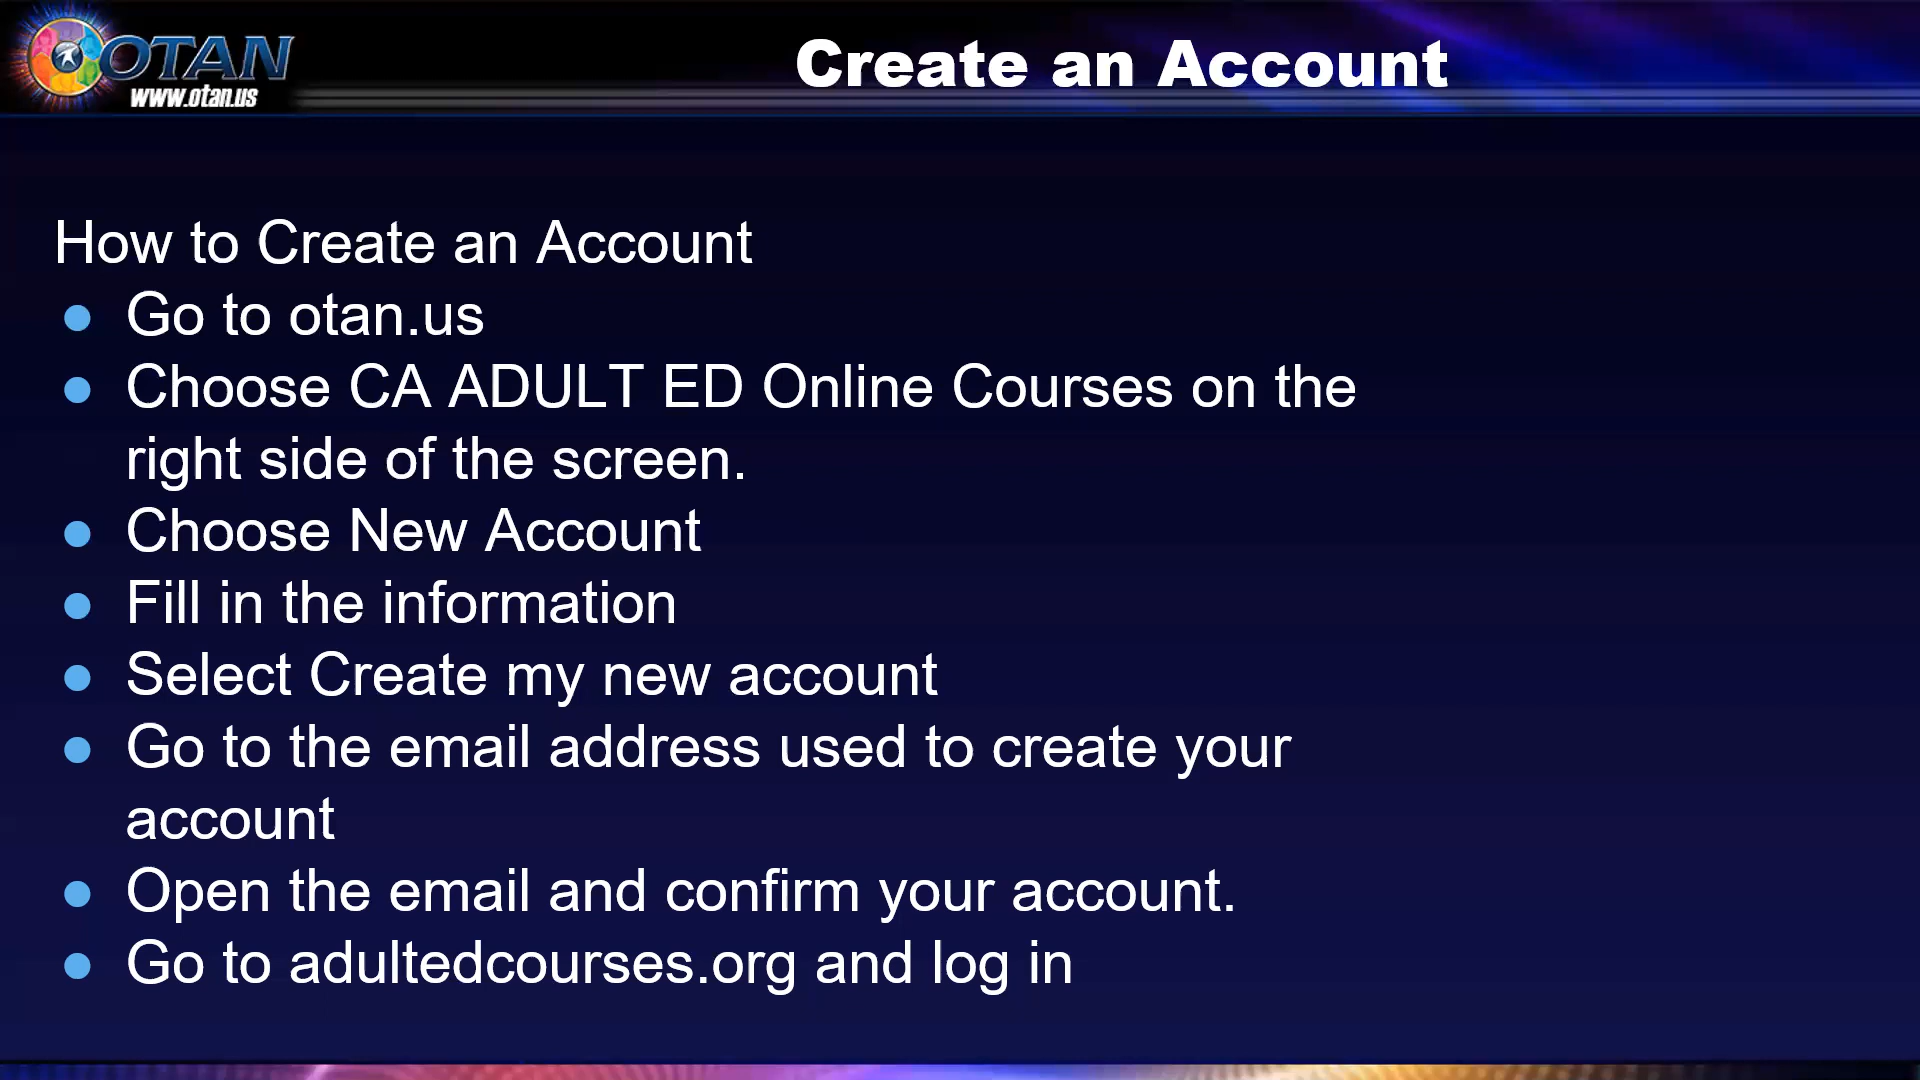 OTAN
www.otan.us
Create an Account
How to Create an Account
● Go to otan.us
● Choose CA ADULT ED Online Courses on the
right side of the screen.
● Choose New Account
● Fill in the information
● Select Create my new account
● Go to the email address used to create your
account
● Open the email and confirm your account.
● Go to adultedcourses.org and log in